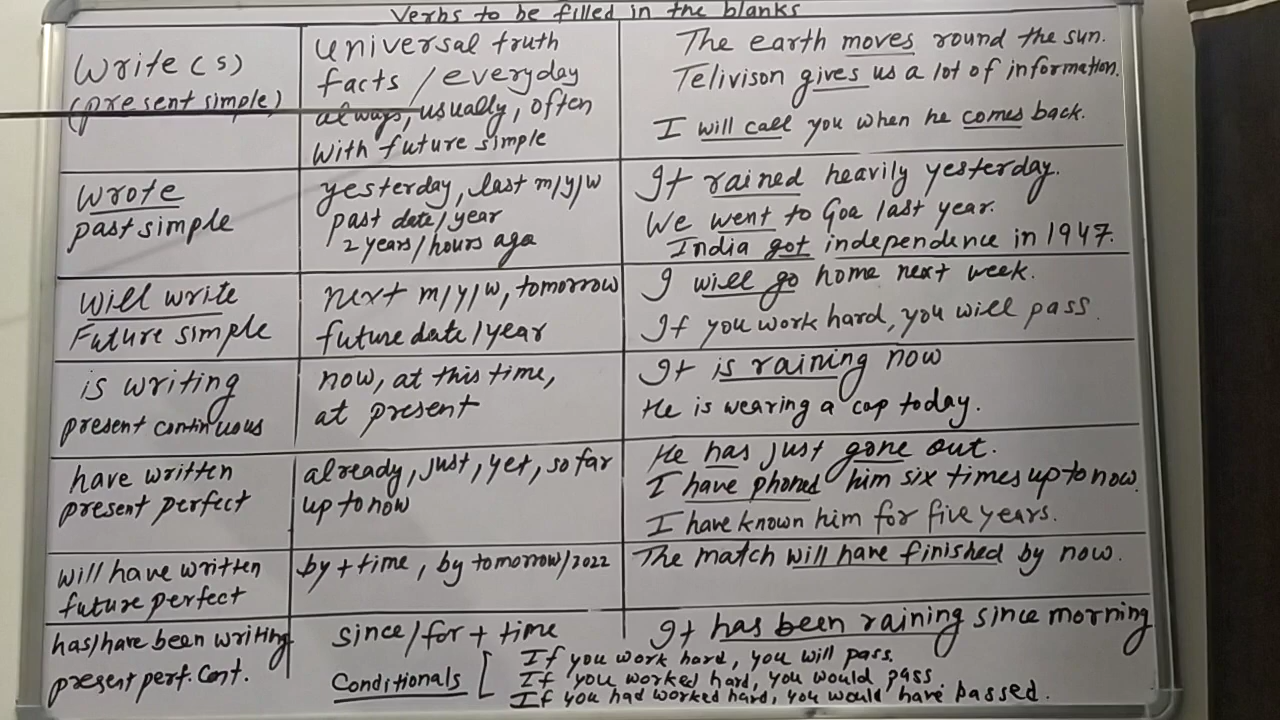 Verbs to be filled in the blanks
Write (s)
(present simple)
universal truth
facts / everyday
always, usually, often
With future simple
The earth moves round the sun.
Telivison gives us a lot of information.
I will call you when he comes back.
Wrote
past simple
yesterday, last m/y/w
past date/year
2 years/hours aga
It rained heavily yesterday.
We went to Goa last year.
India got independence in 1947.
will write
Future simple
next m/y/w, tomorrow
future date/year
I will go home next week.
If you work hard, you will pass.
is writing
present continuous
now, at this time,
at present
It is raining now
He is wearing a cap today.
have written
present perfect
already, just, yet, so far
up to now
He has just gone out.
I have phoned him six times up to now.
I have known him for five years.
will have written
future perfect
by + time, by tomorrow/2022
The match will have finished by now.
has/have been writing
present perf. Cont.
since/for + time
It has been raining since morning
Conditionals
If you work hard, you will pass.
If you worked hard, you would pass.
If you had worked hard, you would have passed.